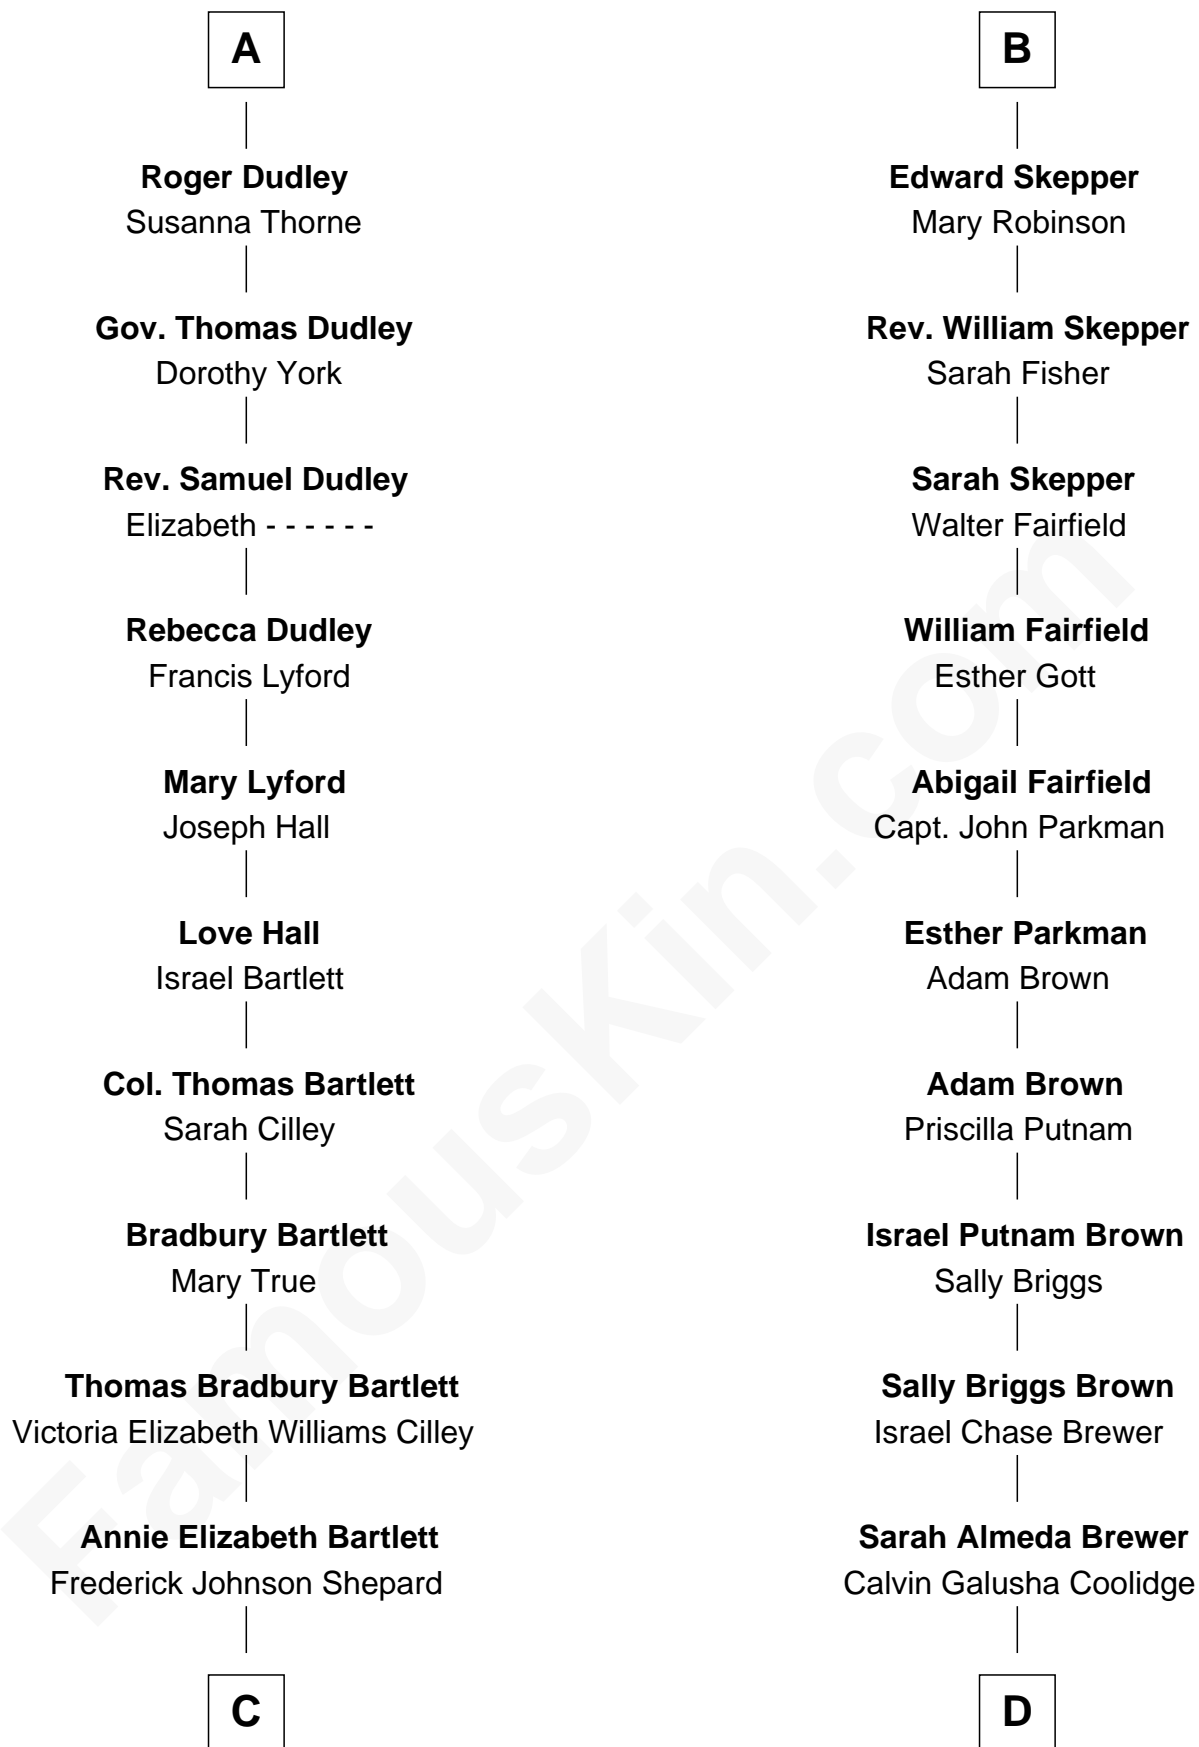 A
Roger Dudley
Susanna Thorne
Gov. Thomas Dudley
Dorothy York
Rev. Samuel Dudley
Elizabeth - - - - - -
Rebecca Dudley
Francis Lyford
Mary Lyford
Joseph Hall
Love Hall
Israel Bartlett
Col. Thomas Bartlett
Sarah Cilley
Bradbury Bartlett
Mary True
Thomas Bradbury Bartlett
Victoria Elizabeth Williams Cilley
Annie Elizabeth Bartlett
Frederick Johnson Shepard
C
B
Edward Skepper
Mary Robinson
Rev. William Skepper
Sarah Fisher
Sarah Skepper
Walter Fairfield
William Fairfield
Esther Gott
Abigail Fairfield
Capt. John Parkman
Esther Parkman
Adam Brown
Adam Brown
Priscilla Putnam
Israel Putnam Brown
Sally Briggs
Sally Briggs Brown
Israel Chase Brewer
Sarah Almeda Brewer
Calvin Galusha Coolidge
D
FamousKin.com